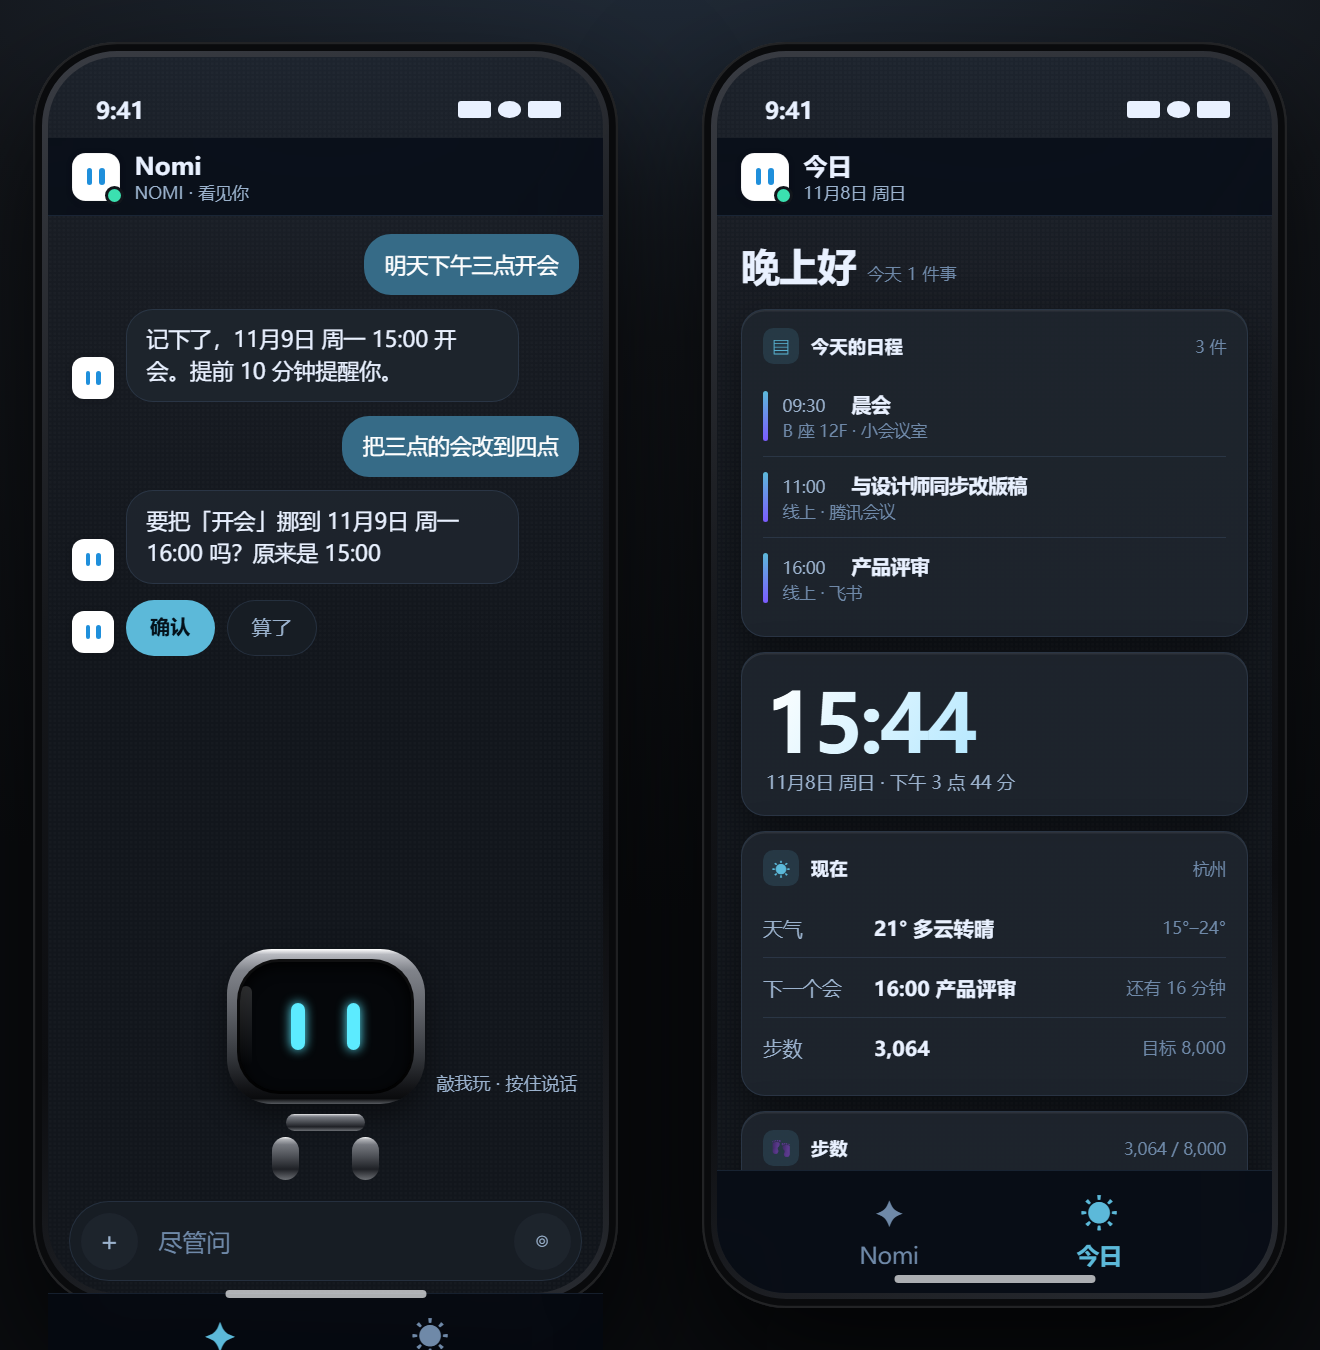 9:41
Nomi
NOMI · 看见你
明天下午三点开会
记下了，11月9日 周一 15:00 开
会。提前 10 分钟提醒你。
把三点的会改到四点
要把「开会」挪到 11月9日 周一
16:00 吗？原来是 15:00
确认
算了
敲我玩 · 按住说话
+ 尽管问
9:41
今日
11月8日 周日
晚上好 今天 1 件事
今天的日程 3 件
09:30 晨会
B 座 12F · 小会议室
11:00 与设计师同步改版稿
线上 · 腾讯会议
16:00 产品评审
线上 · 飞书
15:44
11月8日 周日 · 下午 3 点 44 分
现在 杭州
天气 21° 多云转晴 15°–24°
下一个会 16:00 产品评审 还有 16 分钟
步数 3,064 目标 8,000
步数 3,064 / 8,000
Nomi
今日